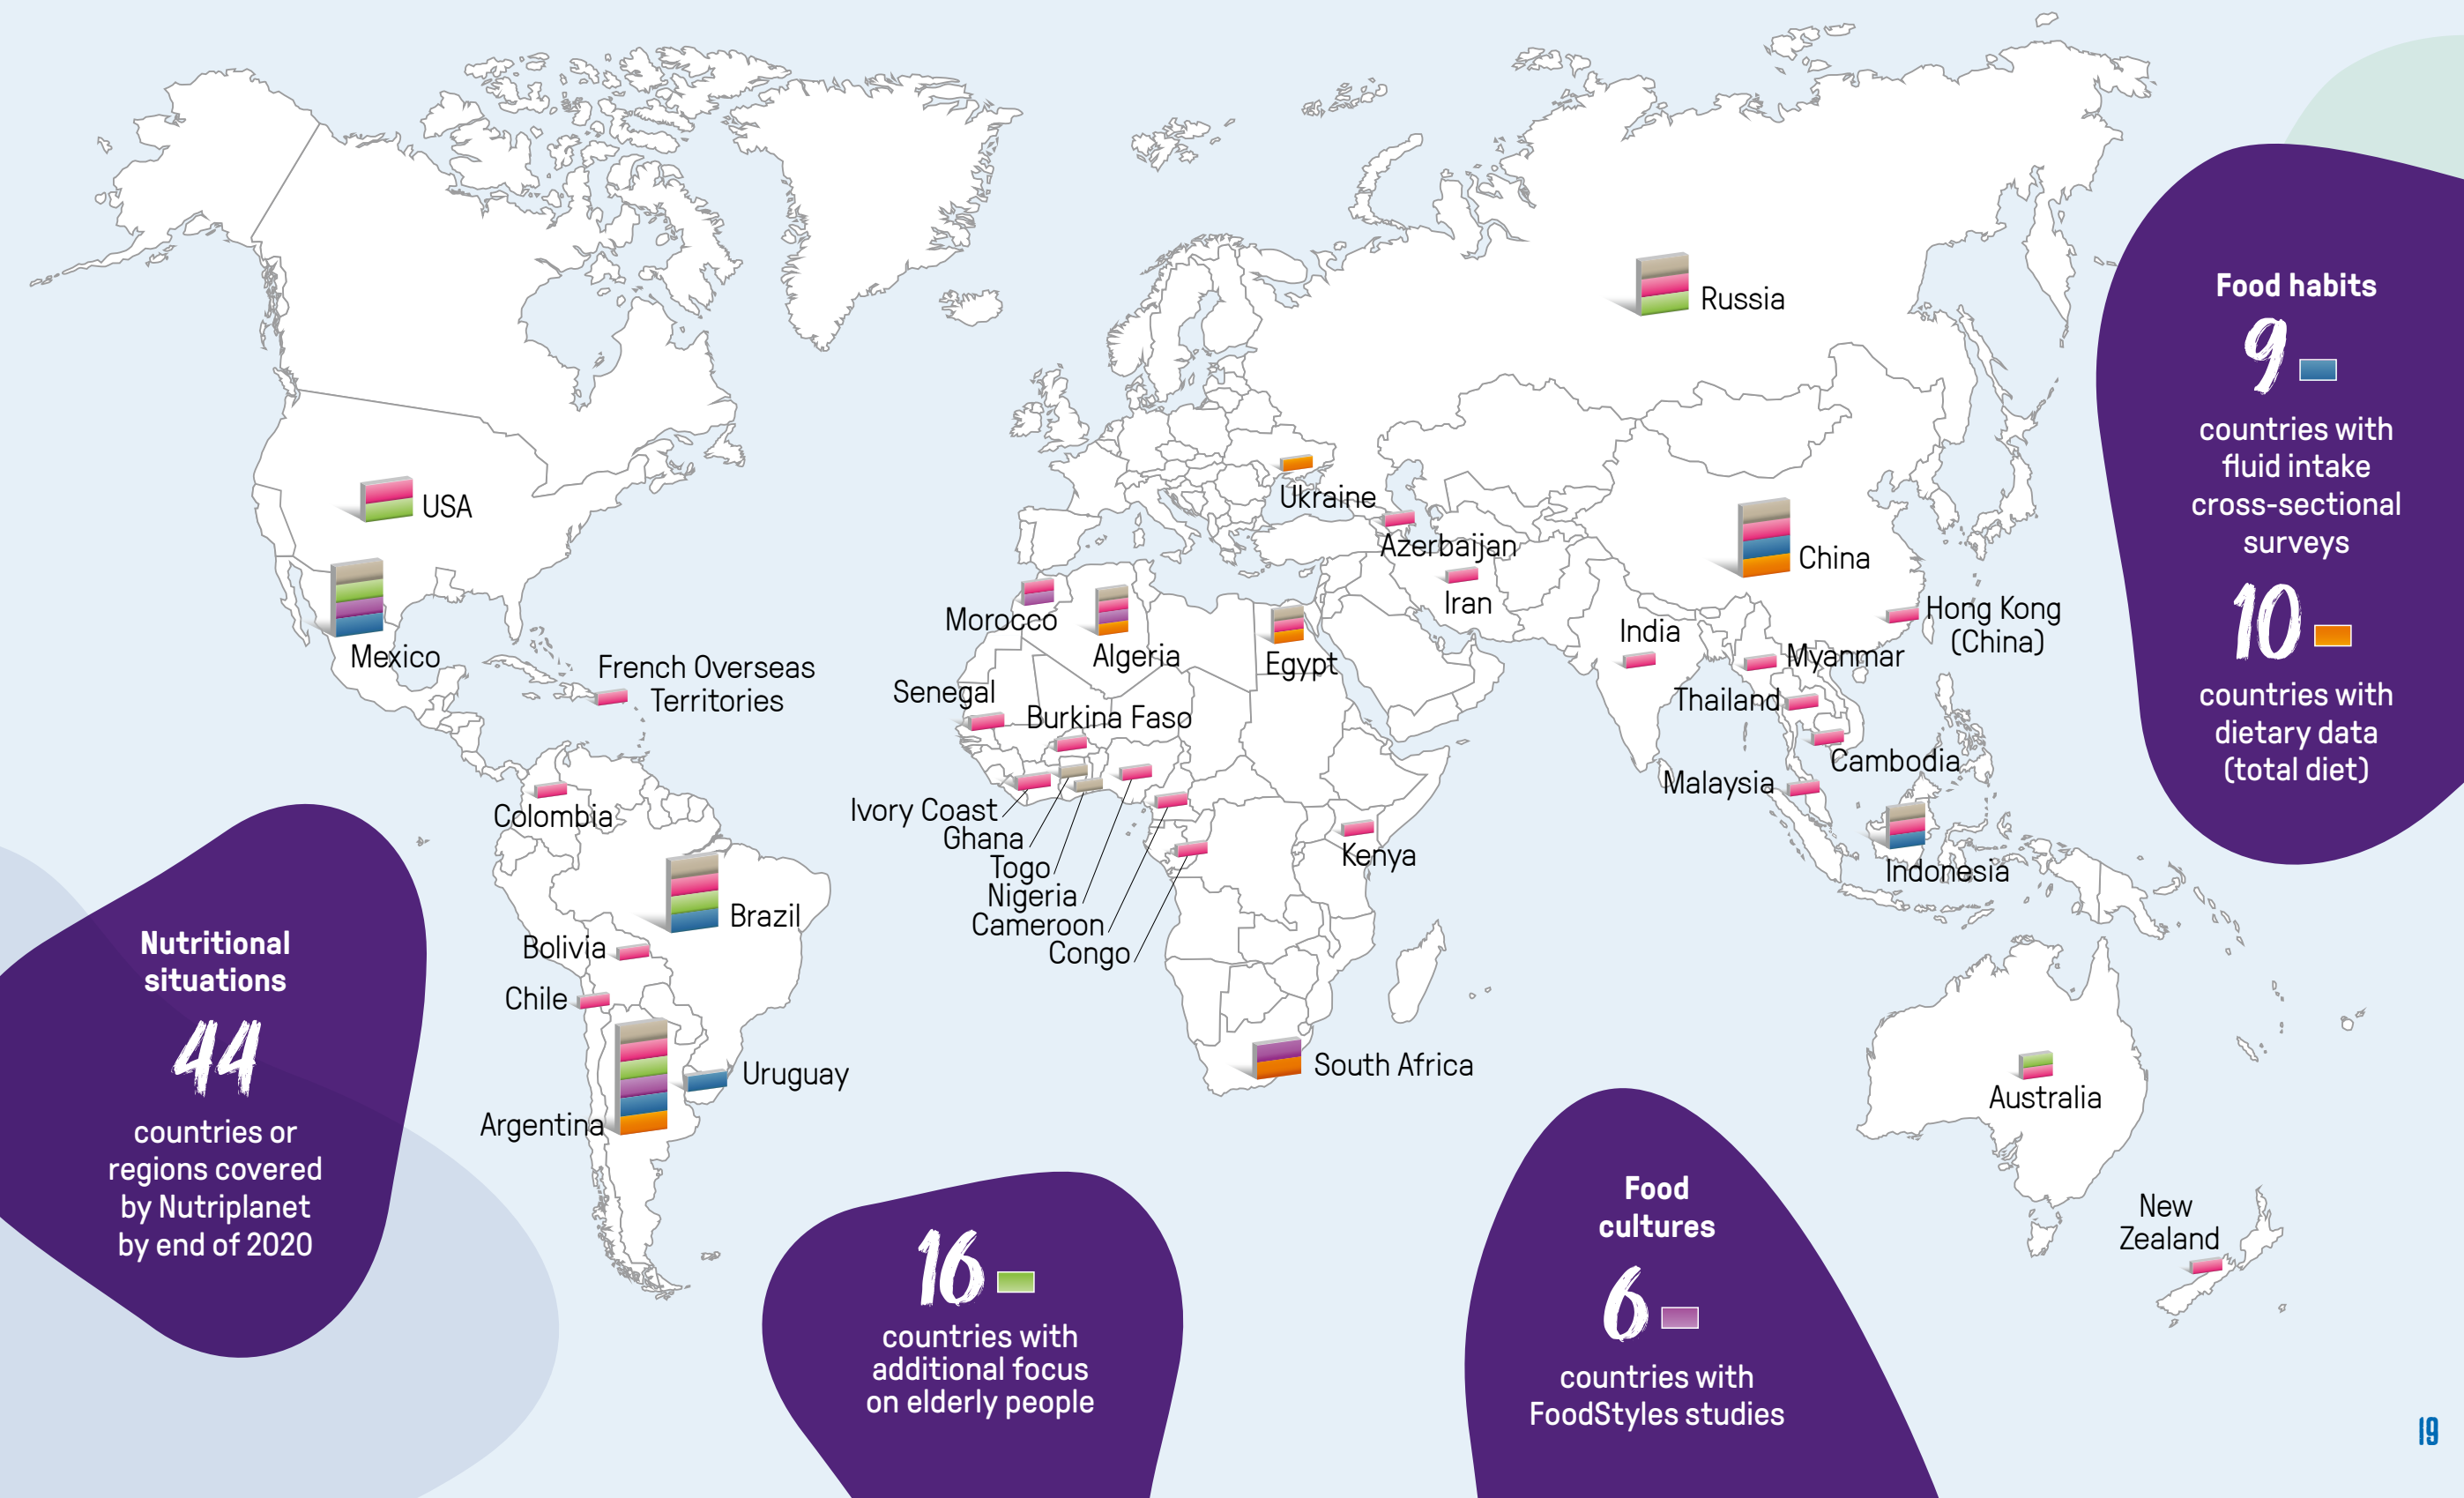 Russia
Food habits
9
countries with
fluid intake
cross-sectional
surveys
10
countries with
dietary data
(total diet)
USA
Ukraine
Azerbaijan
China
Iran
Morocco
Algeria
Egypt
India
Hong Kong
(China)
Mexico
French Overseas
Territories
Senegal
Burkina Faso
Myanmar
Thailand
Cambodia
Malaysia
Colombia
Ivory Coast
Ghana
Togo
Nigeria
Cameroon
Congo
Kenya
Indonesia
Brazil
Bolivia
Chile
Uruguay
Argentina
South Africa
Australia
New
Zealand
Nutritional
situations
44
countries or
regions covered
by Nutriplanet
by end of 2020
16
countries with
additional focus
on elderly people
Food
cultures
6
countries with
FoodStyles studies
19